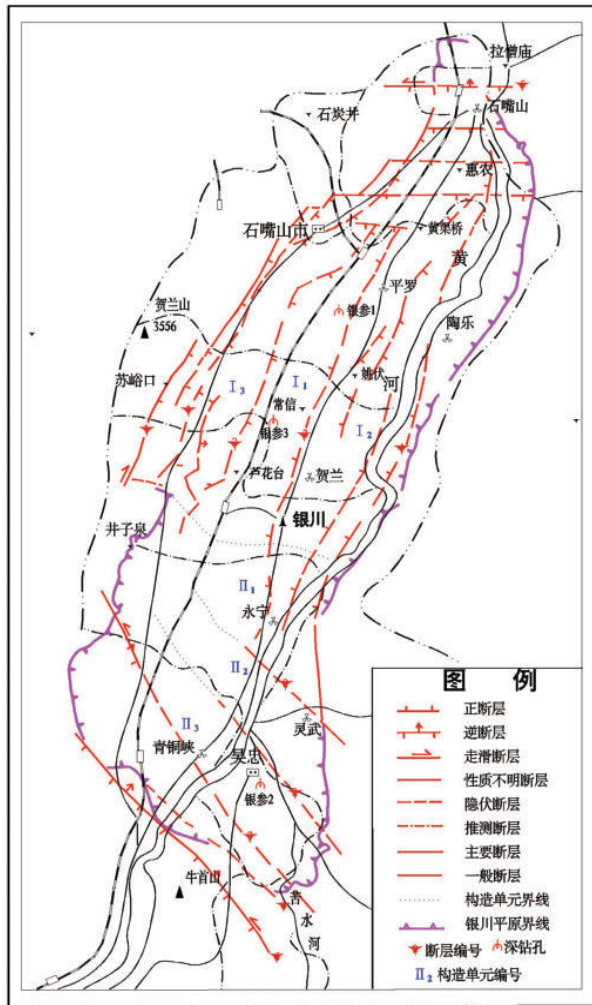 拉僧庙
石嘴山
石炭井
惠农
石嘴山市
黄渠桥
黄
平罗
贺兰山
3556
银参1
陶乐
苏峪口
姚伏
河
I3
I1
常信
银参3
I2
芦花台
贺兰
银川
井子泉
II1
永宁
II2
II3
灵武
青铜峡
吴忠
银参2
牛首山
苦
水
河
图 例
正断层
逆断层
走滑断层
性质不明断层
隐伏断层
推测断层
主要断层
一般断层
构造单元界线
银川平原界线
断层编号 深钻孔
II2 构造单元编号